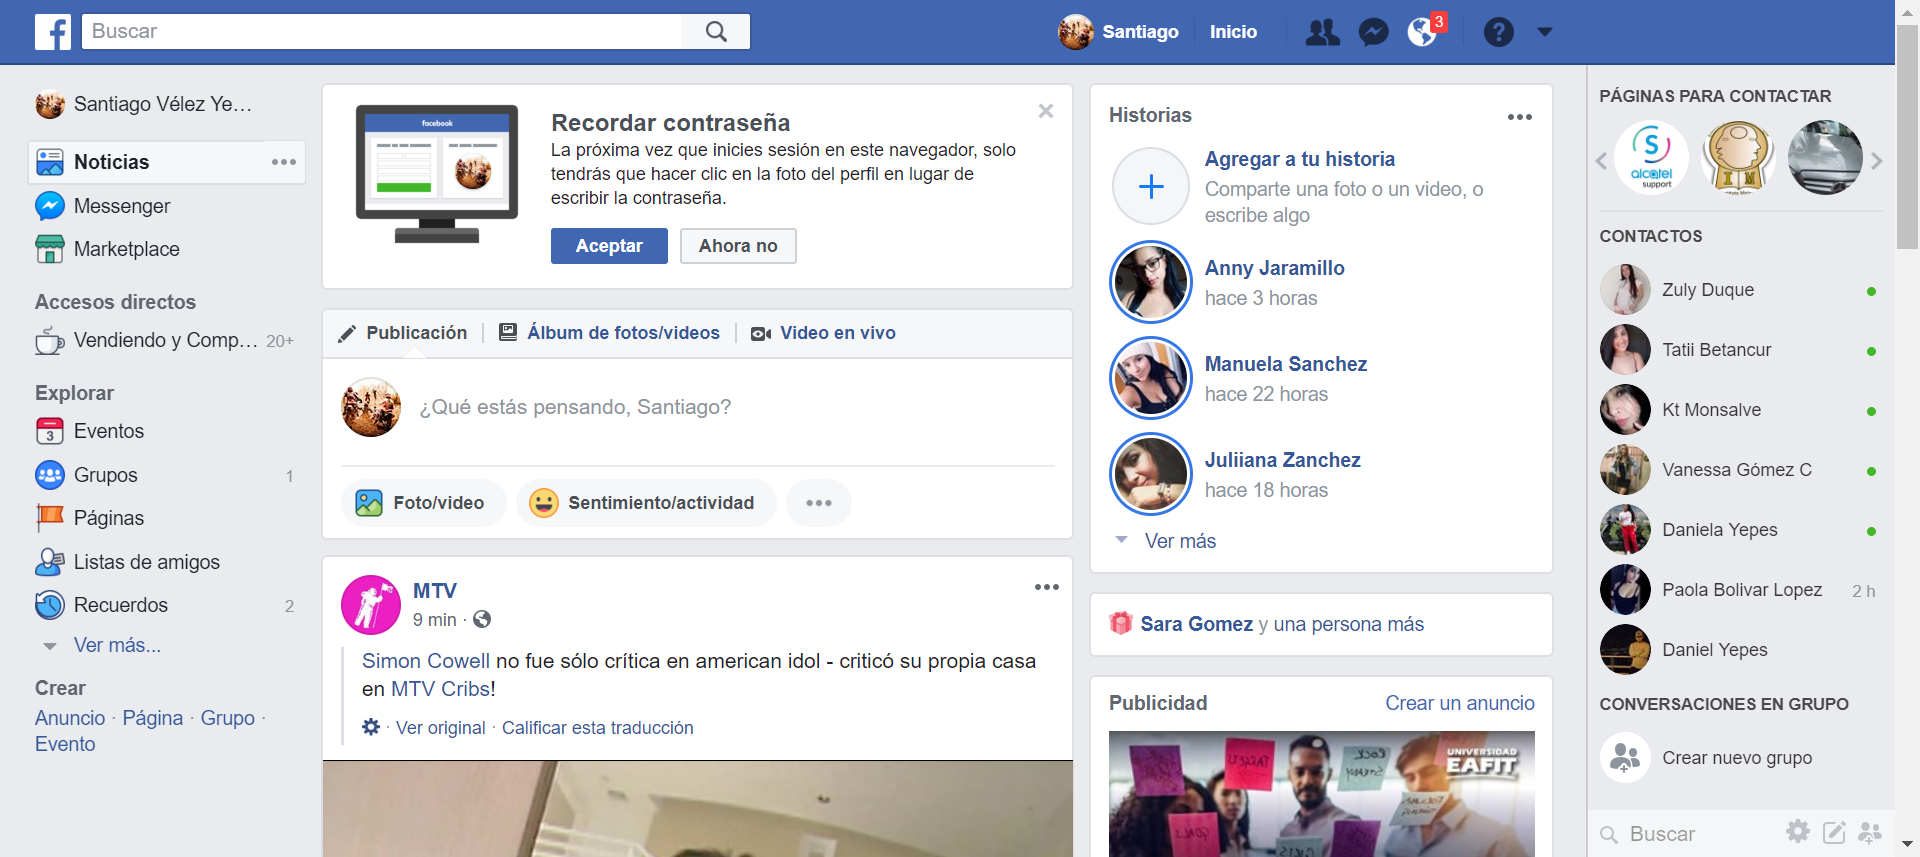 Buscar
Santiago
Inicio
3
Santiago Vélez Ye...
Noticias
Messenger
Marketplace
Accesos directos
Vendiendo y Comp... 20+
Explorar
3
Eventos
Grupos 1
Páginas
Listas de amigos
Recuerdos 2
Ver más...
Crear
Anuncio · Página · Grupo ·
Evento
facebook
Recordar contraseña
La próxima vez que inicies sesión en este navegador, solo
tendrás que hacer clic en la foto del perfil en lugar de
escribir la contraseña.
Aceptar
Ahora no
Publicación
Álbum de fotos/videos
Video en vivo
¿Qué estás pensando, Santiago?
Foto/video
Sentimiento/actividad
MTV
9 min ·
Simon Cowell no fue sólo crítica en american idol - criticó su propia casa
en MTV Cribs!
· Ver original · Calificar esta traducción
Historias
Agregar a tu historia
Comparte una foto o un video, o
escribe algo
Anny Jaramillo
hace 3 horas
Manuela Sanchez
hace 22 horas
Juliiana Zanchez
hace 18 horas
Ver más
Sara Gomez y una persona más
Publicidad
Crear un anuncio
UNIVERSIDAD
EAFIT
TARGETS
GOALS
PÁGINAS PARA CONTACTAR
S
alcatel
support
I M
CONTACTOS
Zuly Duque
Tatii Betancur
Kt Monsalve
Vanessa Gómez C
Daniela Yepes
Paola Bolivar Lopez 2 h
Daniel Yepes
CONVERSACIONES EN GRUPO
Crear nuevo grupo
Buscar